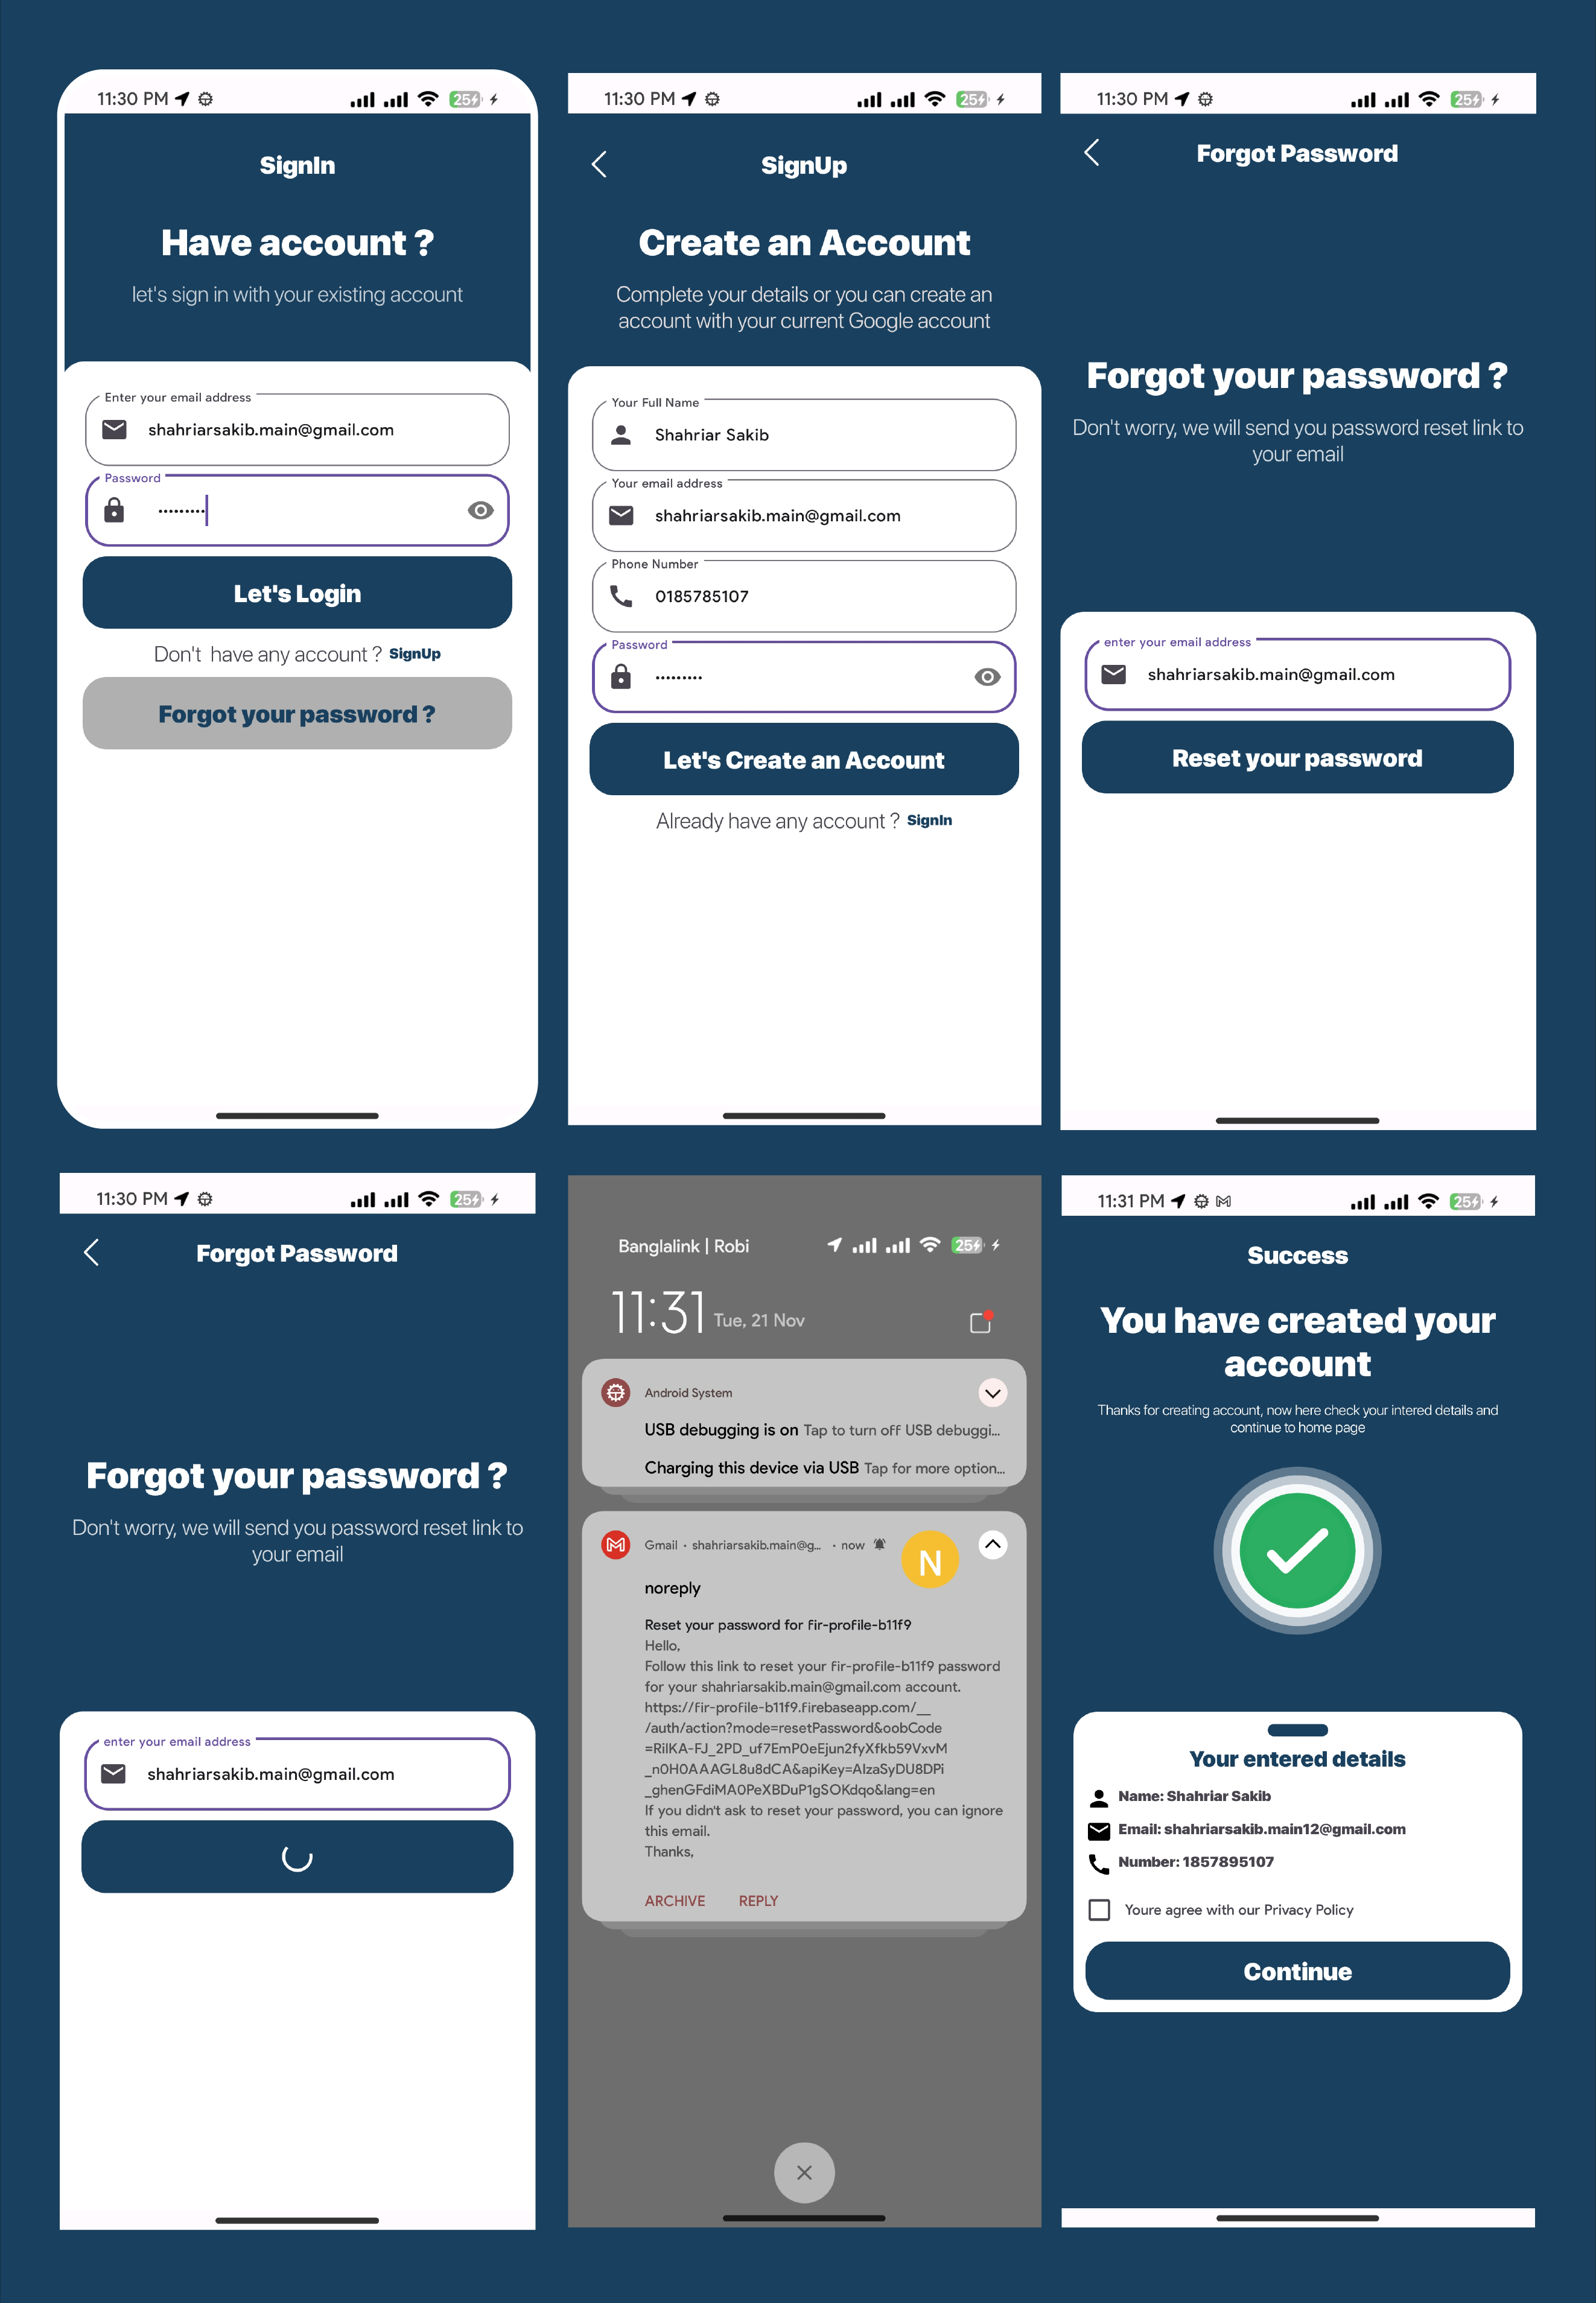 11:30 PM
25
SignIn
Have account ?
let's sign in with your existing account
Enter your email address
shahriarsakib.main@gmail.com
Password
•••••••••
Let's Login
Don't have any account ? SignUp
Forgot your password ?
11:30 PM
25
SignUp
Create an Account
Complete your details or you can create an
account with your current Google account
Your Full Name
Shahriar Sakib
Your email address
shahriarsakib.main@gmail.com
Phone Number
0185785107
Password
•••••••••
Let's Create an Account
Already have any account ? SignIn
11:30 PM
25
Forgot Password
Forgot your password ?
Don't worry, we will send you password reset link to
your email
enter your email address
shahriarsakib.main@gmail.com
Reset your password
11:30 PM
25
Forgot Password
Forgot your password ?
Don't worry, we will send you password reset link to
your email
enter your email address
shahriarsakib.main@gmail.com
Banglalink | Robi
25
11:31 Tue, 21 Nov
Android System
USB debugging is on Tap to turn off USB debuggi...
Charging this device via USB Tap for more option...
Gmail • shahriarsakib.main@g... • now
N
noreply
Reset your password for fir-profile-b11f9
Hello,
Follow this link to reset your fir-profile-b11f9 password
for your shahriarsakib.main@gmail.com account.
https://fir-profile-b11f9.firebaseapp.com/__
/auth/action?mode=resetPassword&oobCode
=RilKA-FJ_2PD_uf7EmP0eEjun2fyXfkb59VxvM
_n0H0AAAGL8u8dCA&apiKey=AIzaSyDU8DPi
_ghenGFdiMA0PeXBDuP1gSOKdqo&lang=en
If you didn't ask to reset your password, you can ignore
this email.
Thanks,
ARCHIVE REPLY
11:31 PM
25
Success
You have created your
account
Thanks for creating account, now here check your intered details and
continue to home page
Your entered details
Name: Shahriar Sakib
Email: shahriarsakib.main12@gmail.com
Number: 1857895107
Youre agree with our Privacy Policy
Continue